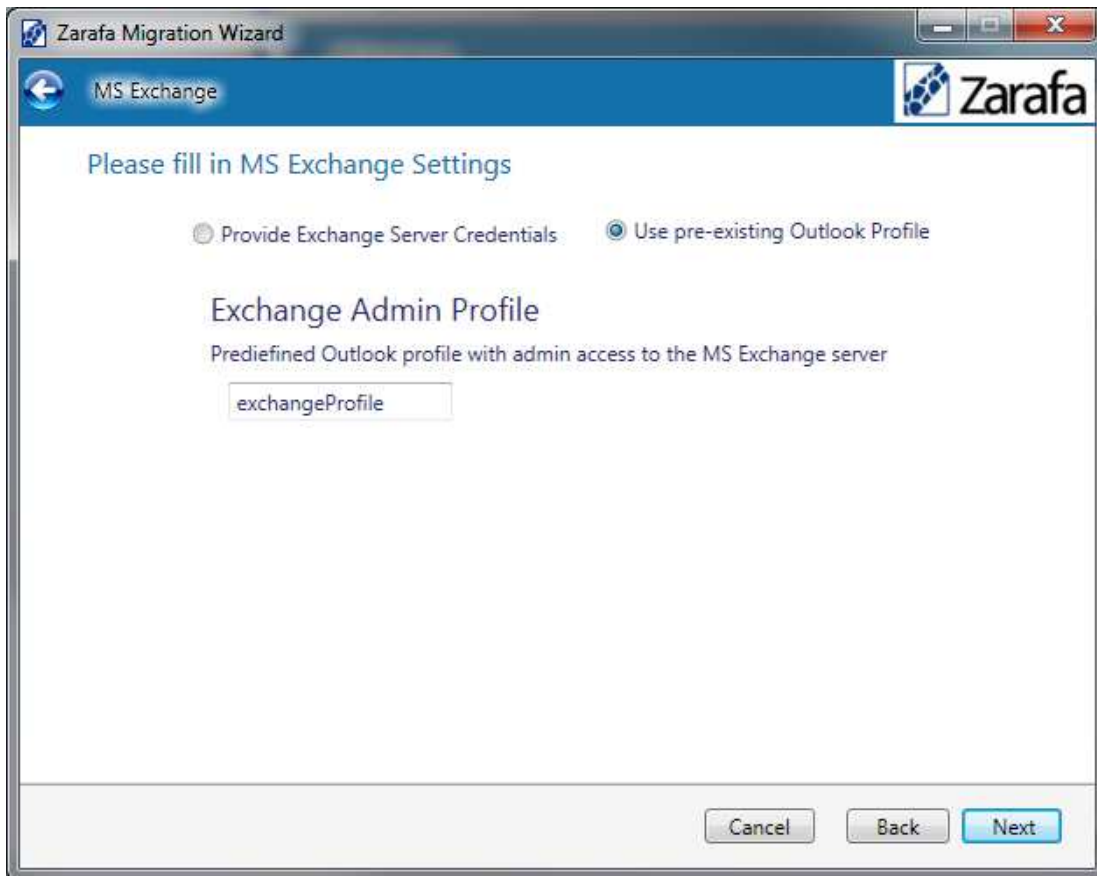 Zarafa Migration Wizard
MS Exchange
Zarafa
Please fill in MS Exchange Settings
Provide Exchange Server Credentials Use pre-existing Outlook Profile
Exchange Admin Profile
Prediefined Outlook profile with admin access to the MS Exchange server
exchangeProfile
Cancel Back Next